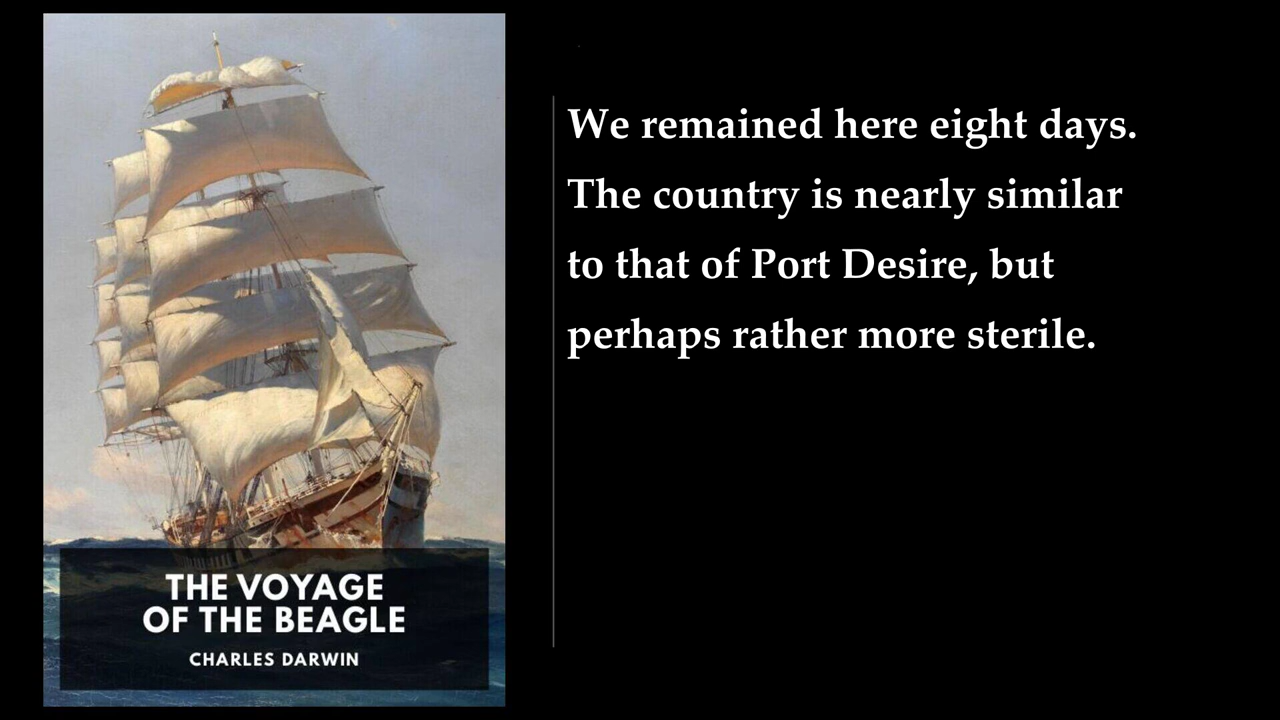 THE VOYAGE
OF THE BEAGLE
CHARLES DARWIN
We remained here eight days.
The country is nearly similar
to that of Port Desire, but
perhaps rather more sterile.